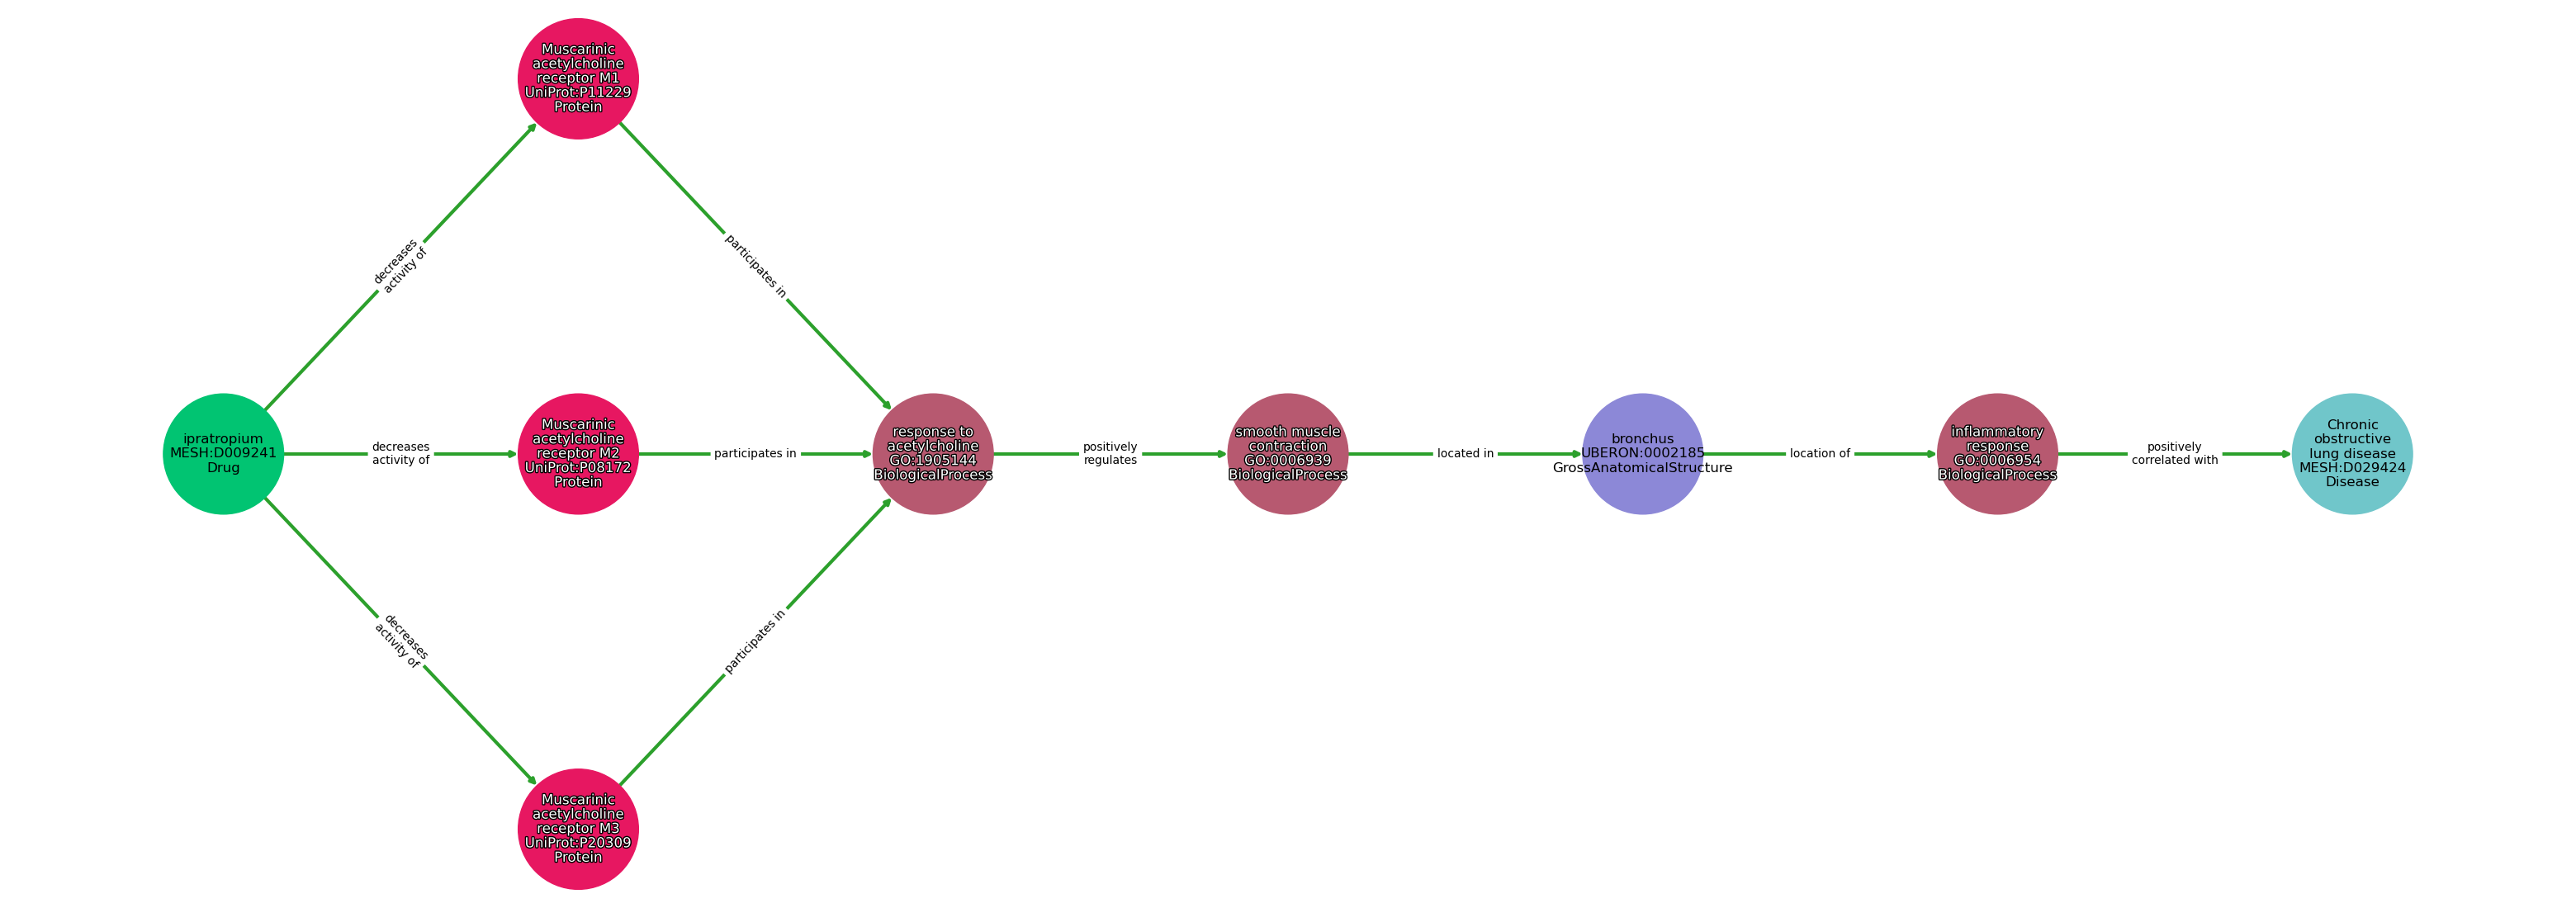 Muscarinic
acetylcholine
receptor M1
UniProt:P11229
Protein
decreases
activity of
participates in
ipratropium
MESH:D009241
Drug
decreases
activity of
Muscarinic
acetylcholine
receptor M2
UniProt:P08172
Protein
participates in
response to
acetylcholine
GO:1905144
BiologicalProcess
positively
regulates
smooth muscle
contraction
GO:0006939
BiologicalProcess
located in
bronchus
UBERON:0002185
GrossAnatomicalStructure
location of
inflammatory
response
GO:0006954
BiologicalProcess
positively
correlated with
Chronic
obstructive
lung disease
MESH:D029424
Disease
decreases
activity of
participates in
Muscarinic
acetylcholine
receptor M3
UniProt:P20309
Protein